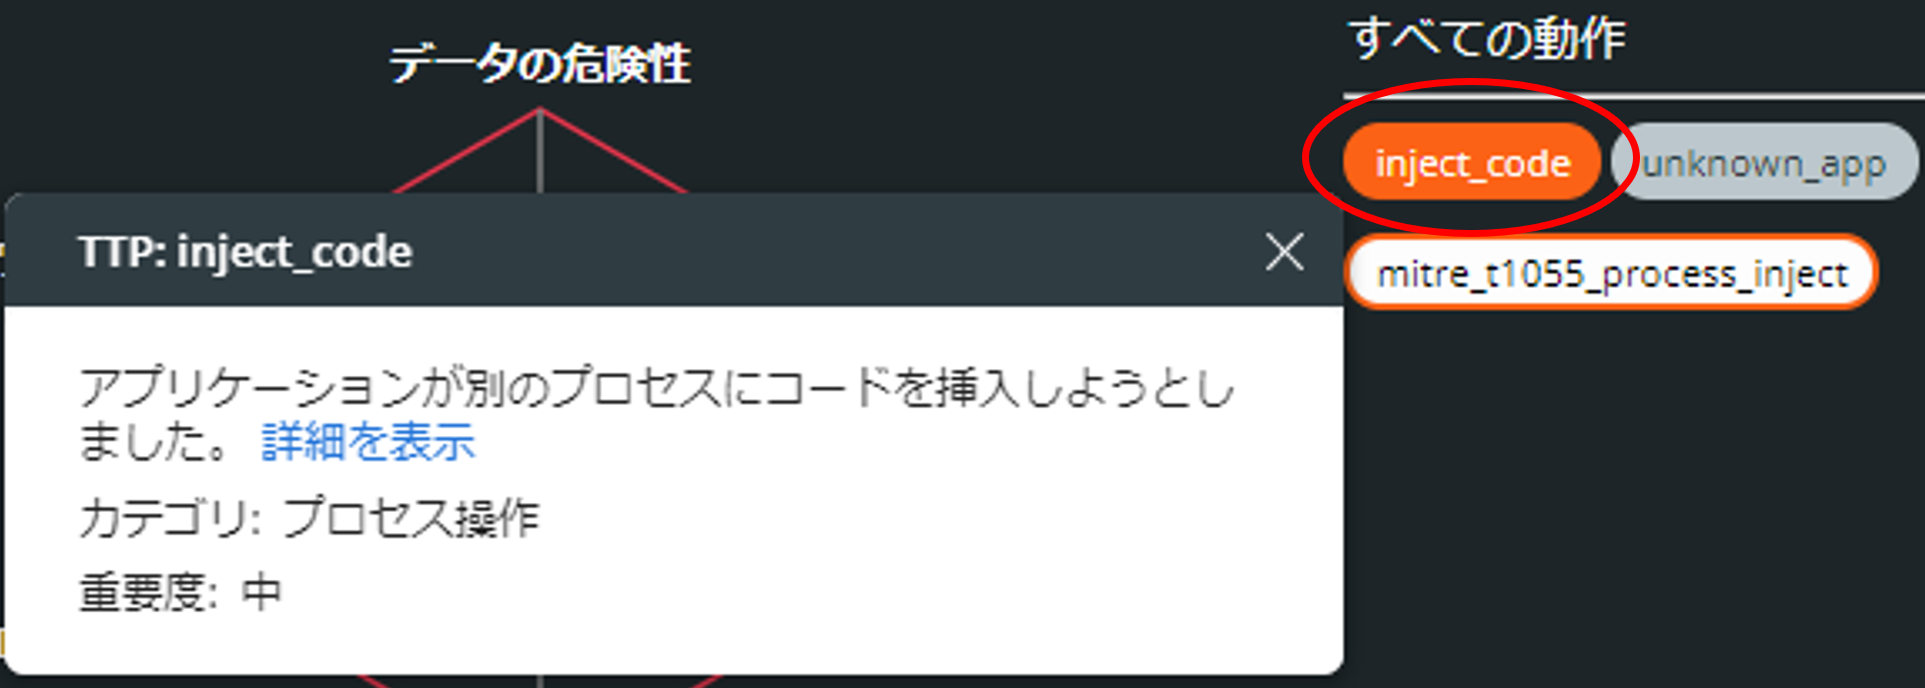 データの危険性
すべての動作
inject_code
unknown_app
mitre_t1055_process_inject
TTP: inject_code
アプリケーションが別のプロセスにコードを挿入しようとし
ました。 詳細を表示
カテゴリ: プロセス操作
重要度: 中